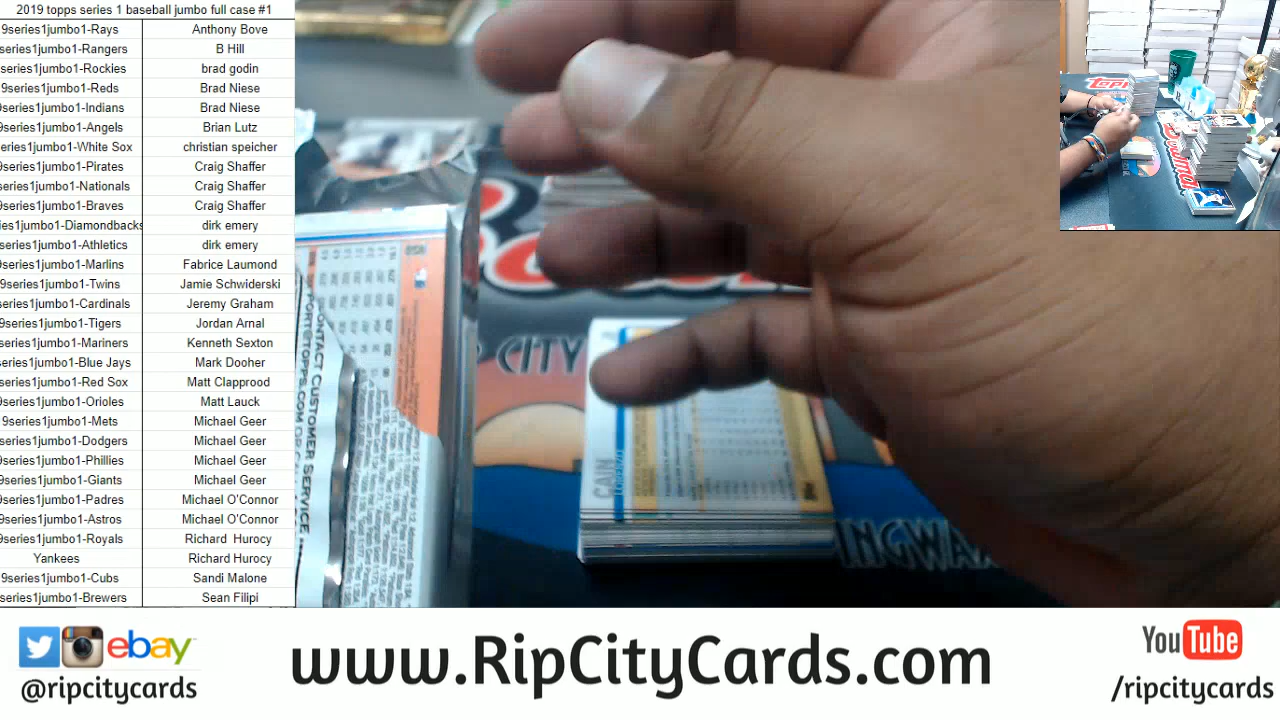 2019 topps series 1 baseball jumbo full case #1
9series1jumbo1-Rays Anthony Bove
series1jumbo1-Rangers B Hill
series1jumbo1-Rockies brad godin
9series1jumbo1-Reds Brad Niese
9series1jumbo1-Indians Brad Niese
9series1jumbo1-Angels Brian Lutz
eries1jumbo1-White Sox christian speicher
9series1jumbo1-Pirates Craig Shaffer
series1jumbo1-Nationals Craig Shaffer
9series1jumbo1-Braves Craig Shaffer
ies1jumbo1-Diamondbacks dirk emery
series1jumbo1-Athletics dirk emery
9series1jumbo1-Marlins Fabrice Laumond
9series1jumbo1-Twins Jamie Schwiderski
series1jumbo1-Cardinals Jeremy Graham
9series1jumbo1-Tigers Jordan Arnal
series1jumbo1-Mariners Kenneth Sexton
series1jumbo1-Blue Jays Mark Dooher
series1jumbo1-Red Sox Matt Clapprood
series1jumbo1-Orioles Matt Lauck
9series1jumbo1-Mets Michael Geer
series1jumbo1-Dodgers Michael Geer
9series1jumbo1-Phillies Michael Geer
9series1jumbo1-Giants Michael Geer
9series1jumbo1-Padres Michael O'Connor
9series1jumbo1-Astros Michael O'Connor
9series1jumbo1-Royals Richard Hurocy
Yankees Richard Hurocy
9series1jumbo1-Cubs Sandi Malone
series1jumbo1-Brewers Sean Filipi
CONTACT CUSTOMER SERVICE
CITY
CAIN
LORENZO
INGWA
topps
ebay
@ripcitycards
www.RipCityCards.com
YouTube
/ripcitycards